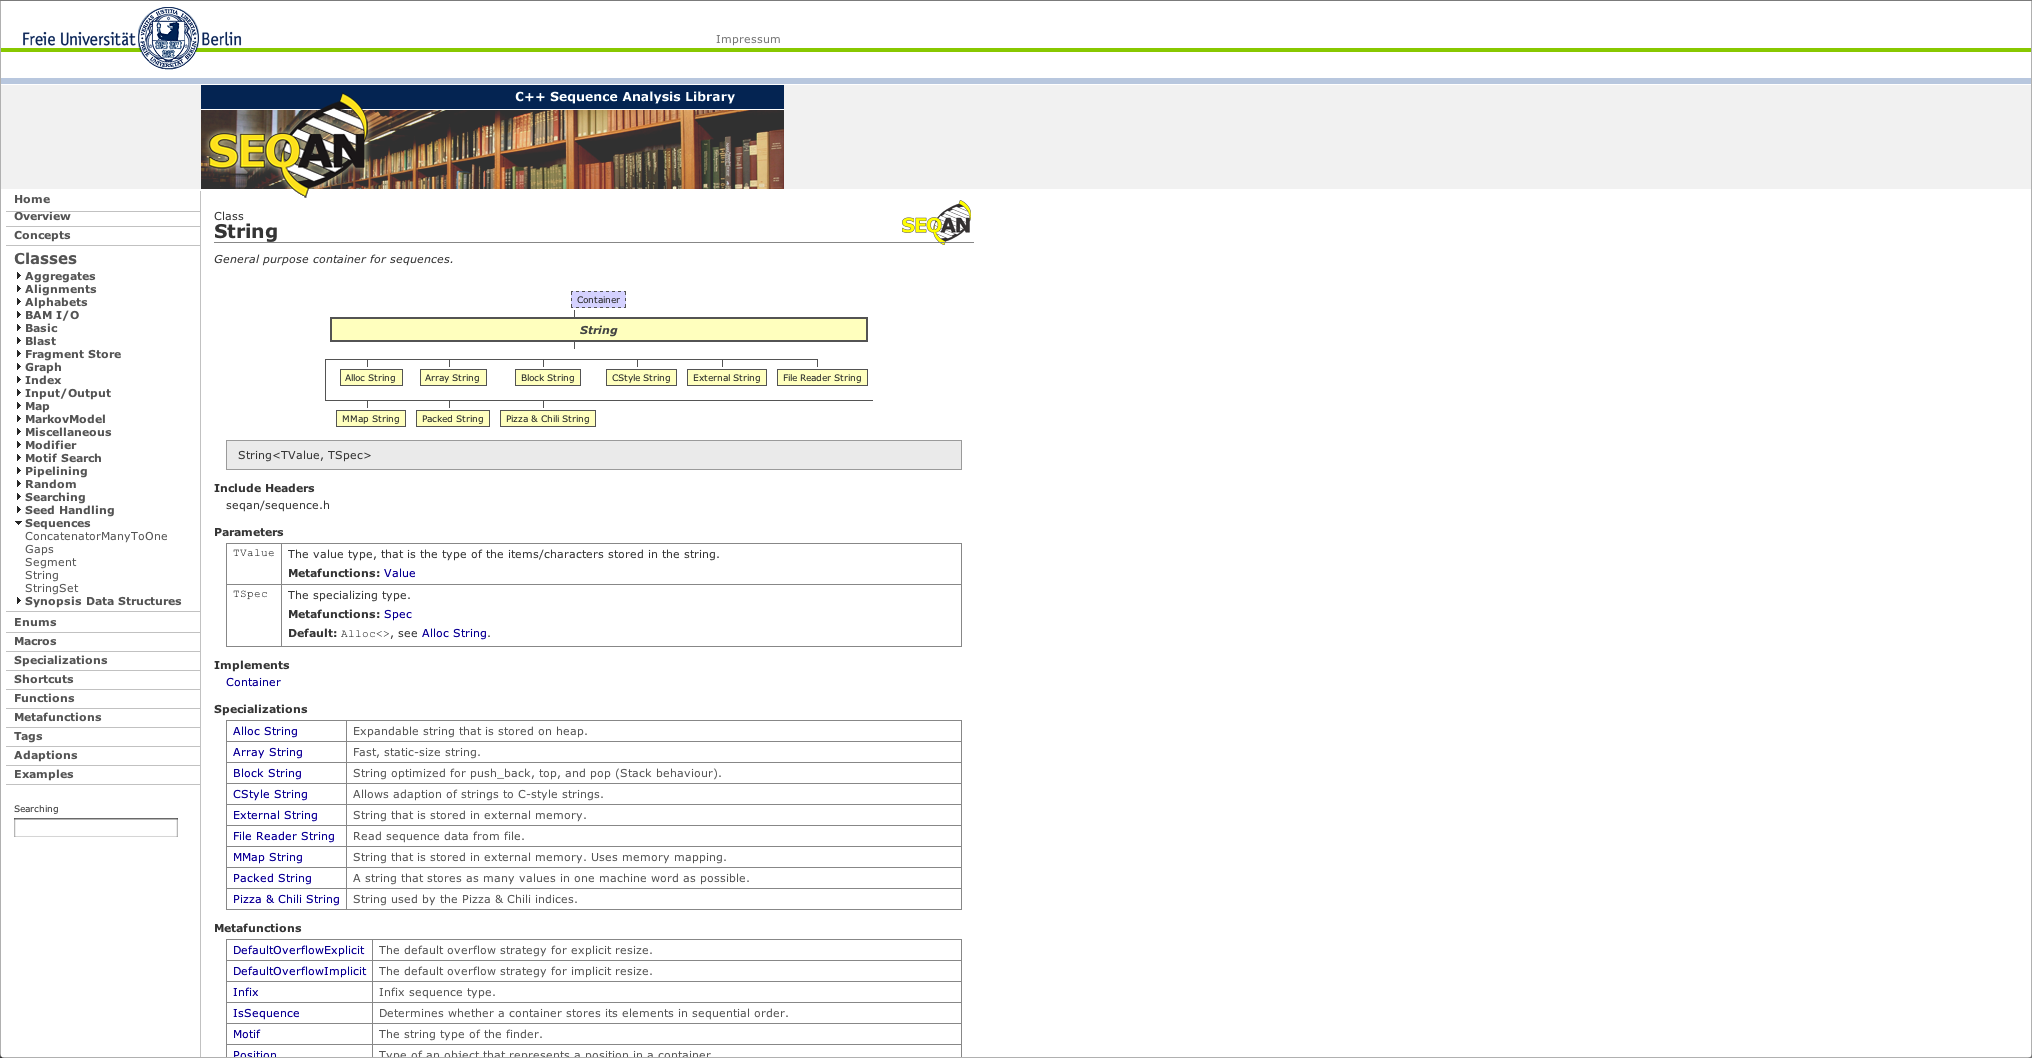 Freie Universität Berlin
Impressum
C++ Sequence Analysis Library
SEQAN
Home
Overview
Concepts
Classes
Aggregates
Alignments
Alphabets
BAM I/O
Basic
Blast
Fragment Store
Graph
Index
Input/Output
Map
MarkovModel
Miscellaneous
Modifier
Motif Search
Pipelining
Random
Searching
Seed Handling
Sequences
ConcatenatorManyToOne
Gaps
Segment
String
StringSet
Synopsis Data Structures
Enums
Macros
Specializations
Shortcuts
Functions
Metafunctions
Tags
Adaptions
Examples
Searching
Class
String
SEQAN
General purpose container for sequences.
Container
String
Alloc String Array String Block String CStyle String External String File Reader String
MMap String Packed String Pizza & Chili String
String<TValue, TSpec>
Include Headers
seqan/sequence.h
Parameters
TValue The value type, that is the type of the items/characters stored in the string.
Metafunctions: Value
TSpec The specializing type.
Metafunctions: Spec
Default: Alloc<>, see Alloc String.
Implements
Container
Specializations
Alloc String Expandable string that is stored on heap.
Array String Fast, static-size string.
Block String String optimized for push_back, top, and pop (Stack behaviour).
CStyle String Allows adaption of strings to C-style strings.
External String String that is stored in external memory.
File Reader String Read sequence data from file.
MMap String String that is stored in external memory. Uses memory mapping.
Packed String A string that stores as many values in one machine word as possible.
Pizza & Chili String String used by the Pizza & Chili indices.
Metafunctions
DefaultOverflowExplicit The default overflow strategy for explicit resize.
DefaultOverflowImplicit The default overflow strategy for implicit resize.
Infix Infix sequence type.
IsSequence Determines whether a container stores its elements in sequential order.
Motif The string type of the finder.
Position Type of an object that represents a position in a container.